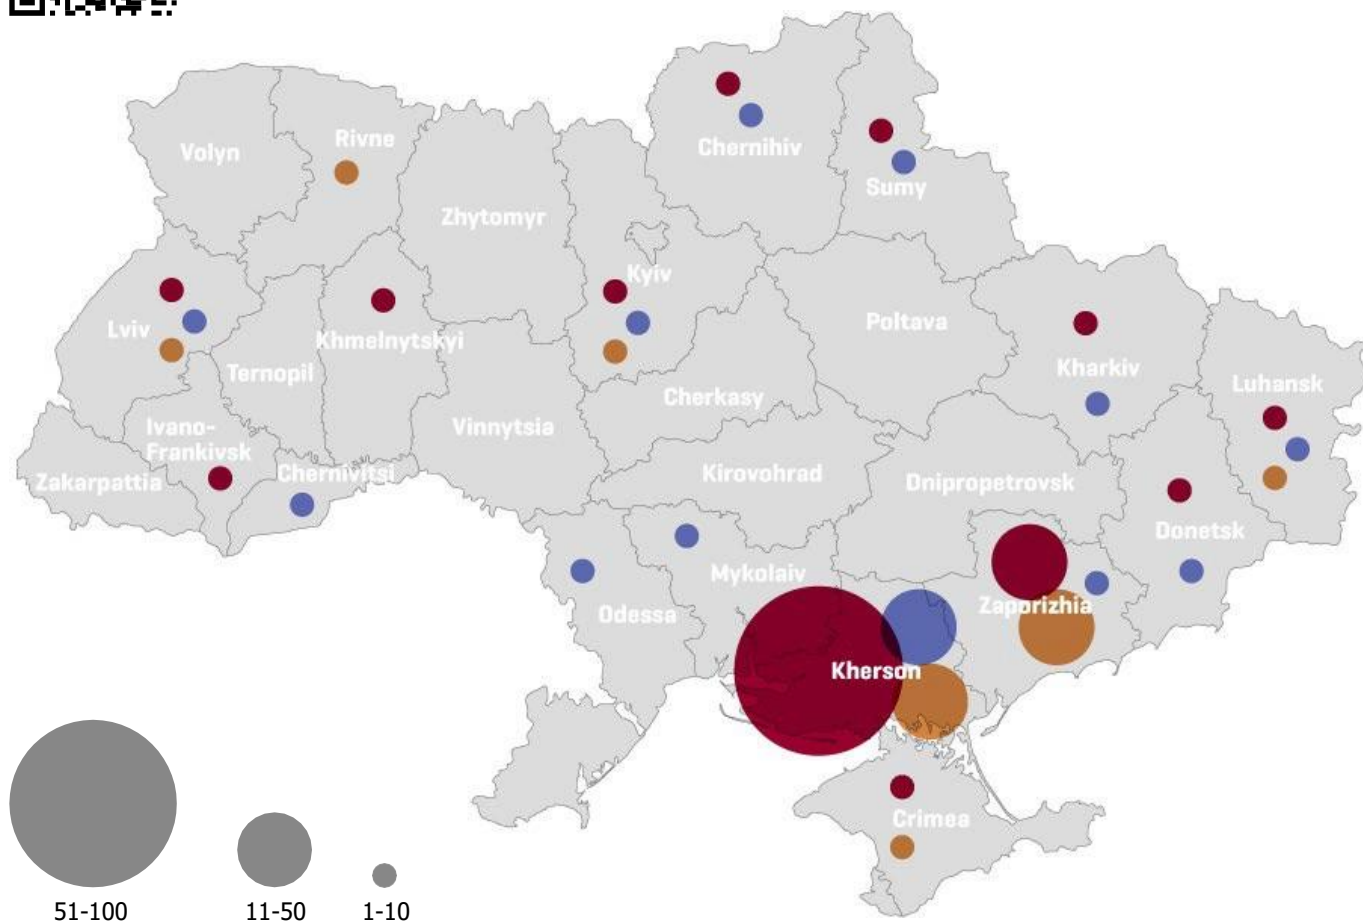 Chernihiv
Rivne
Volyn
Sumy
Zhytomyr
Kyiv
Poltava
Lviv
Khmelnytskyi
Kharkiv
Ternopil
Luhansk
Cherkasy
Ivano-
Frankivsk
Vinnytsia
Chernivitsi
Kirovohrad
Zakarpattia
Dnipropetrovsk
Donetsk
Mykolaiv
Zaporizhia
Odessa
Kherson
Crimea
51-100
11-50
1-10